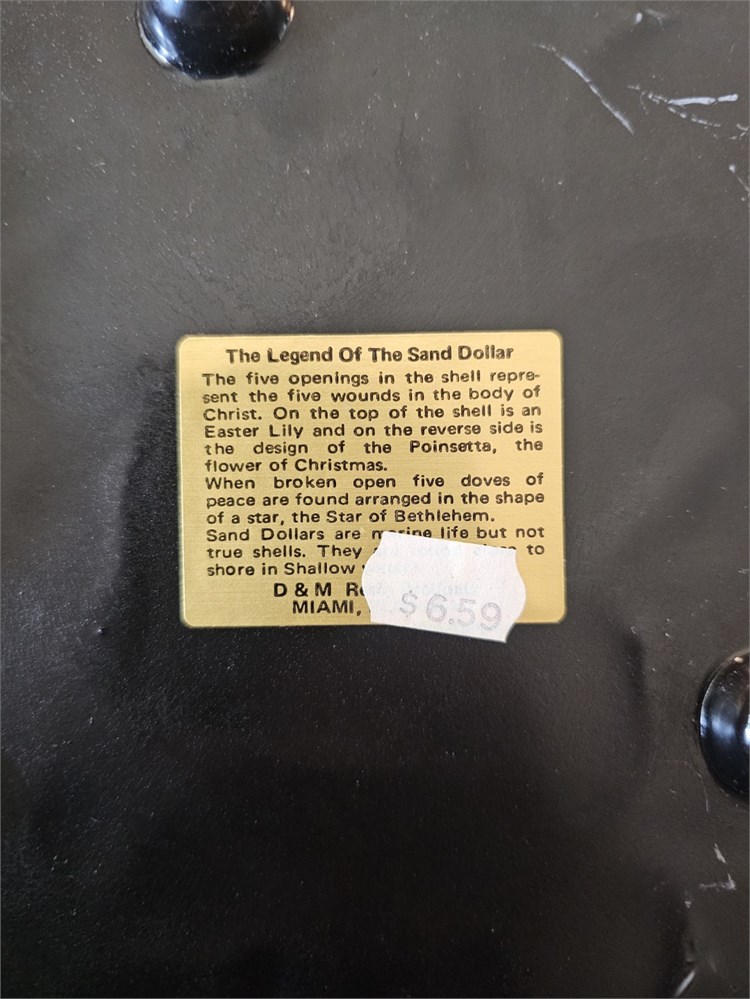 The Legend Of The Sand Dollar
The five openings in the shell repre-
sent the five wounds in the body of
Christ. On the top of the shell is an
Easter Lily and on the reverse side is
the design of the Poinsetta, the
flower of Christmas.
When broken open five doves of
peace are found arranged in the shape
of a star, the Star of Bethlehem.
Sand Dollars are marine life but not
true shells. They to
shore in Shallow
D & M
MIAMI,
$6.59